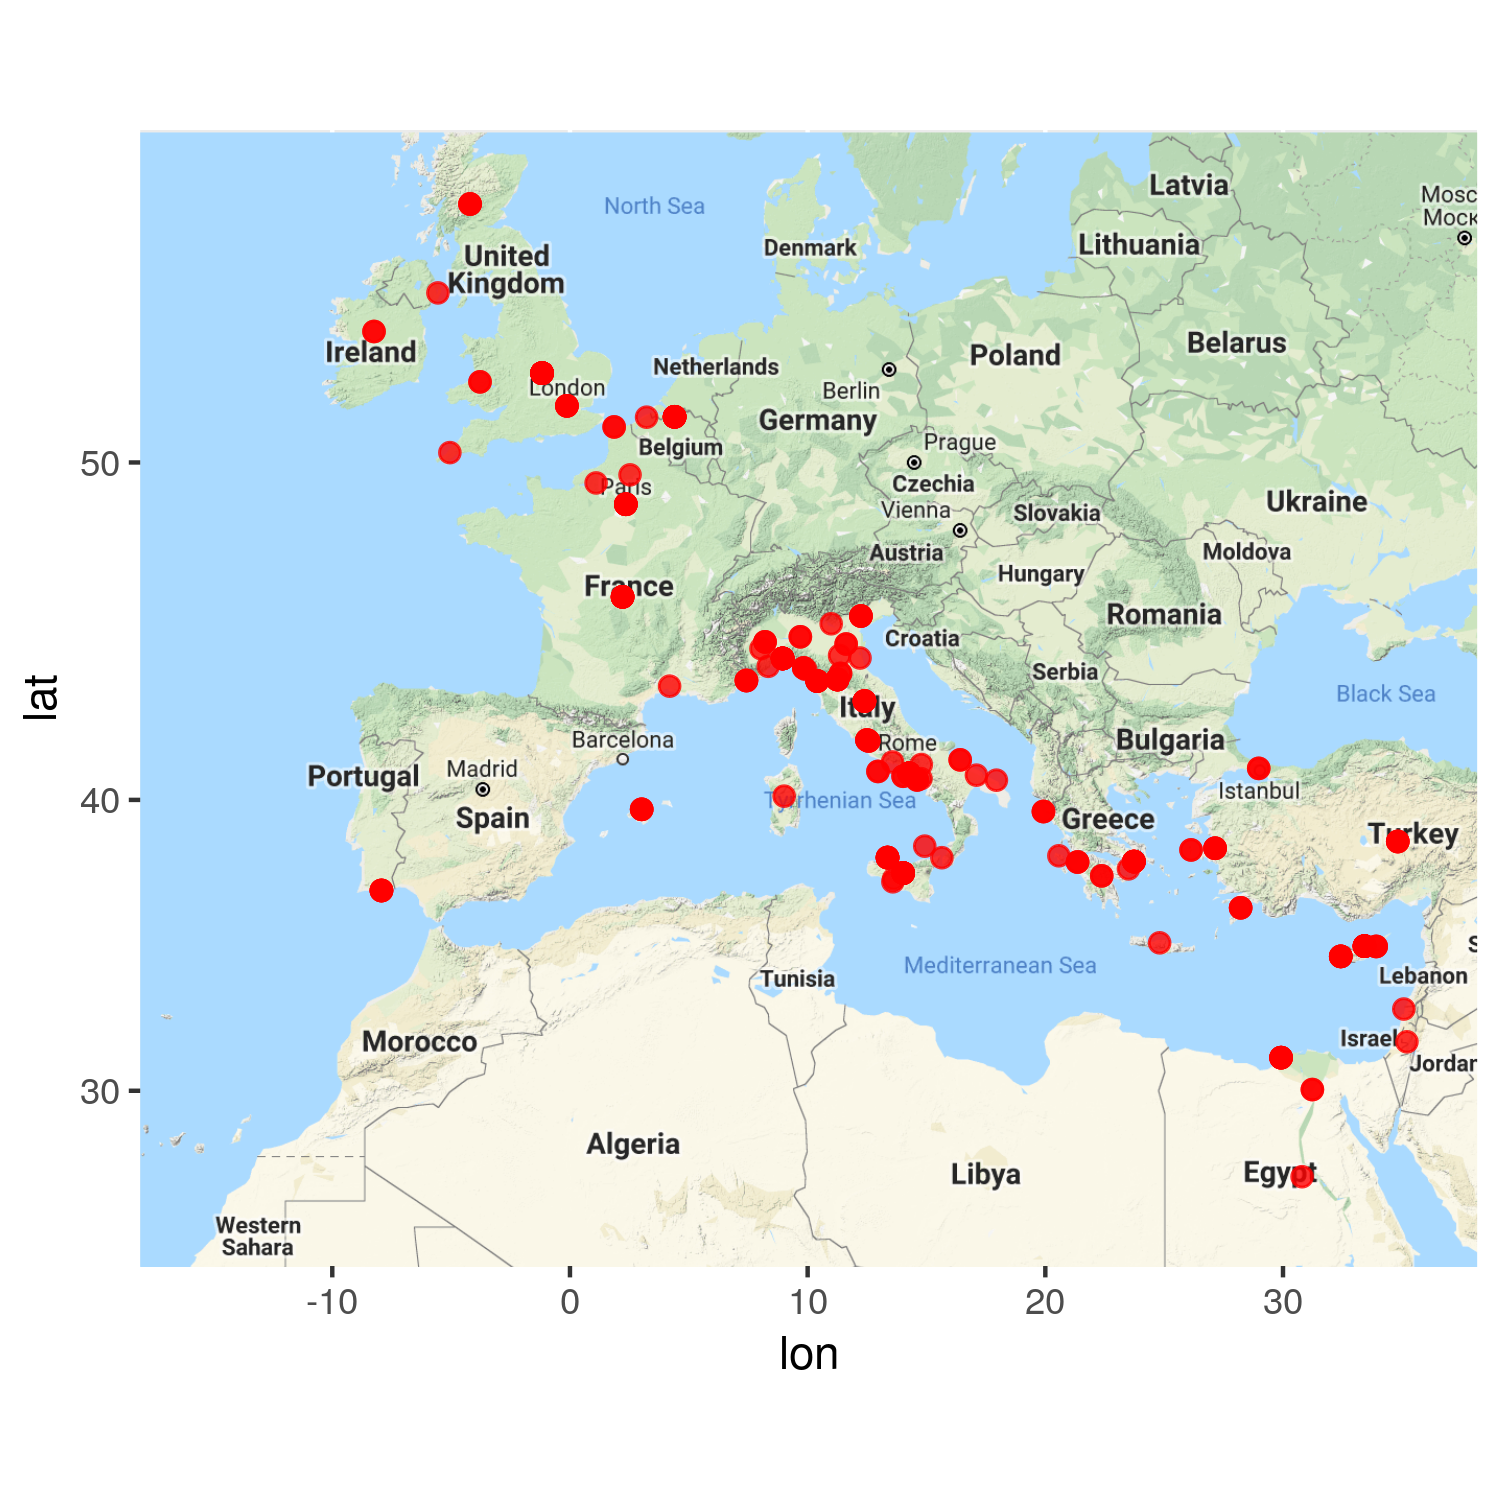 Latvia
Mosc
Моск
North Sea
Denmark
Lithuania
United
Kingdom
Ireland
Netherlands
Poland
Belarus
London
Berlin
Germany
Belgium
Prague
50
Paris
Czechia
Vienna
Slovakia
Ukraine
Austria
Moldova
Hungary
France
Romania
Croatia
Serbia
Black Sea
lat
Italy
Barcelona
Rome
Bulgaria
Portugal
Madrid
Istanbul
40
Tyrrhenian Sea
Spain
Greece
Turkey
S
Mediterranean Sea
Tunisia
Lebanon
Morocco
Israel
Jordan
30
Algeria
Libya
Egypt
Western
Sahara
-10
0
10
20
30
lon